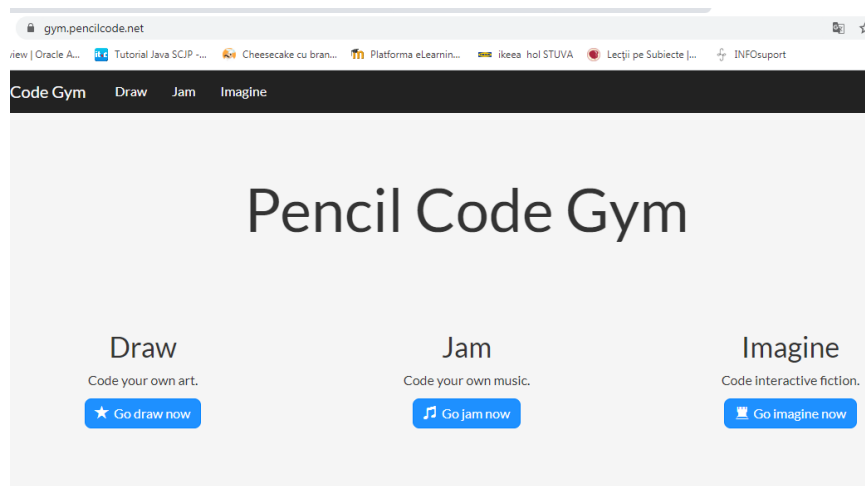 gym.pencilcode.net
view | Oracle A... Tutorial Java SCJP -... Cheesecake cu bran... Platforma eLearnin... ikeea hol STUVA Lecții pe Subiecte |... INFOsuport
Code Gym Draw Jam Imagine
Pencil Code Gym
Draw Jam Imagine
Code your own art. Code your own music. Code interactive fiction.
Go draw now Go jam now Go imagine now